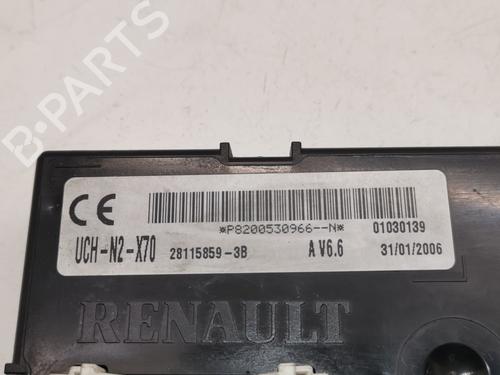 B-PARTS
CE
*P8200530966--N* 01030139
UCH-N2-X70 28115859-3B A V6.6 31/01/2006
RENAULT